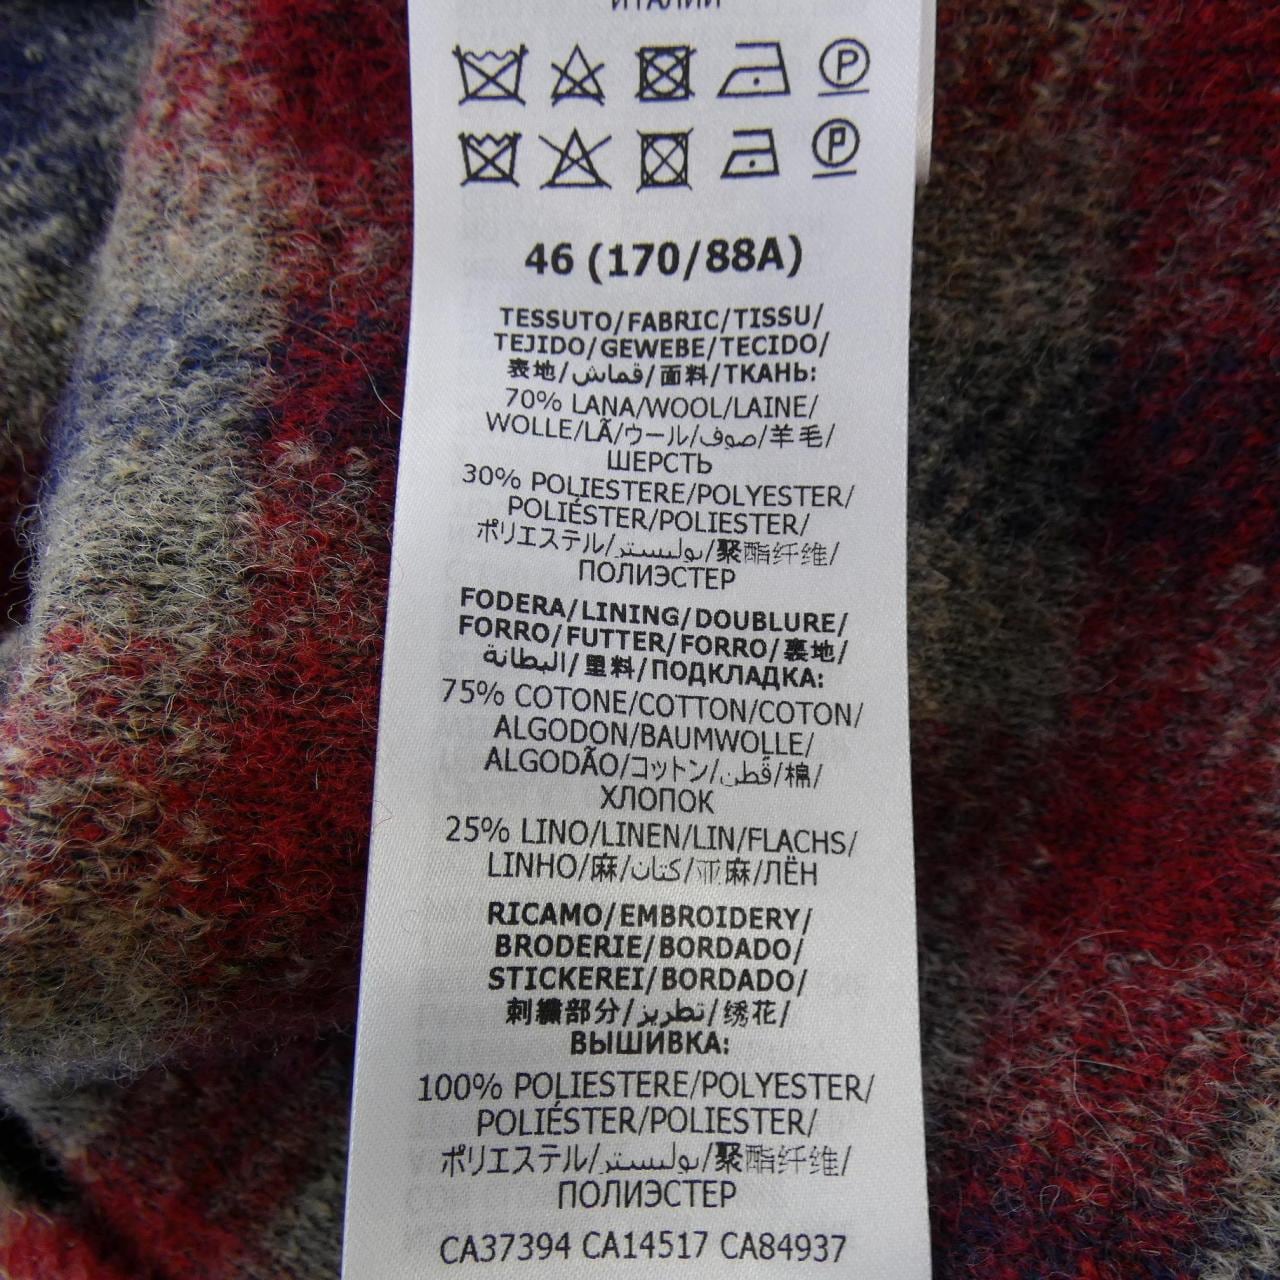 ИТАЛИИ
P
P
46 (170/88A)
TESSUTO/FABRIC/TISSU/
TEJIDO/GEWEBE/TECIDO/
表地/قماش/面料/ТКАНЬ:
70% LANA/WOOL/LAINE/
WOLLE/LÃ/ウール/صوف/羊毛/
ШЕРСТЬ
30% POLIESTERE/POLYESTER/
POLIÉSTER/POLIESTER/
ポリエステル/بوليستر/聚酯纤维/
ПОЛИЭСТЕР
FODERA/LINING/DOUBLURE/
FORRO/FUTTER/FORRO/裏地/
البطانة/里料/ПОДКЛАДКА:
75% COTONE/COTTON/COTON/
ALGODON/BAUMWOLLE/
ALGODÃO/コットン/قطن/棉/
ХЛОПОК
25% LINO/LINEN/LIN/FLACHS/
LINHO/麻/كتان/亚麻/ЛЁН
RICAMO/EMBROIDERY/
BRODERIE/BORDADO/
STICKEREI/BORDADO/
刺繍部分/تطريز/绣花/
ВЫШИВКА:
100% POLIESTERE/POLYESTER/
POLIÉSTER/POLIESTER/
ポリエステル/بوليستر/聚酯纤维/
ПОЛИЭСТЕР
CA37394 CA14517 CA84937